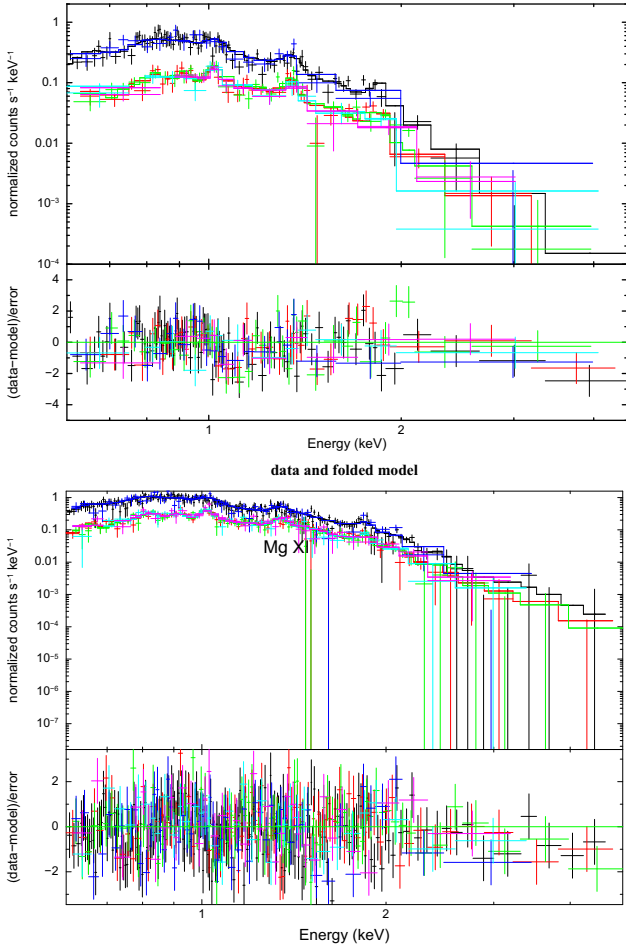 1
0.1
0.01
10⁻³
10⁻⁴
normalized counts s⁻¹ keV⁻¹
4
2
0
−2
−4
(data−model)/error
1 2
Energy (keV)
data and folded model
1
0.1
0.01
10⁻³
10⁻⁴
10⁻⁵
10⁻⁶
10⁻⁷
normalized counts s⁻¹ keV⁻¹
Mg XI
2
0
−2
(data−model)/error
1 2
Energy (keV)